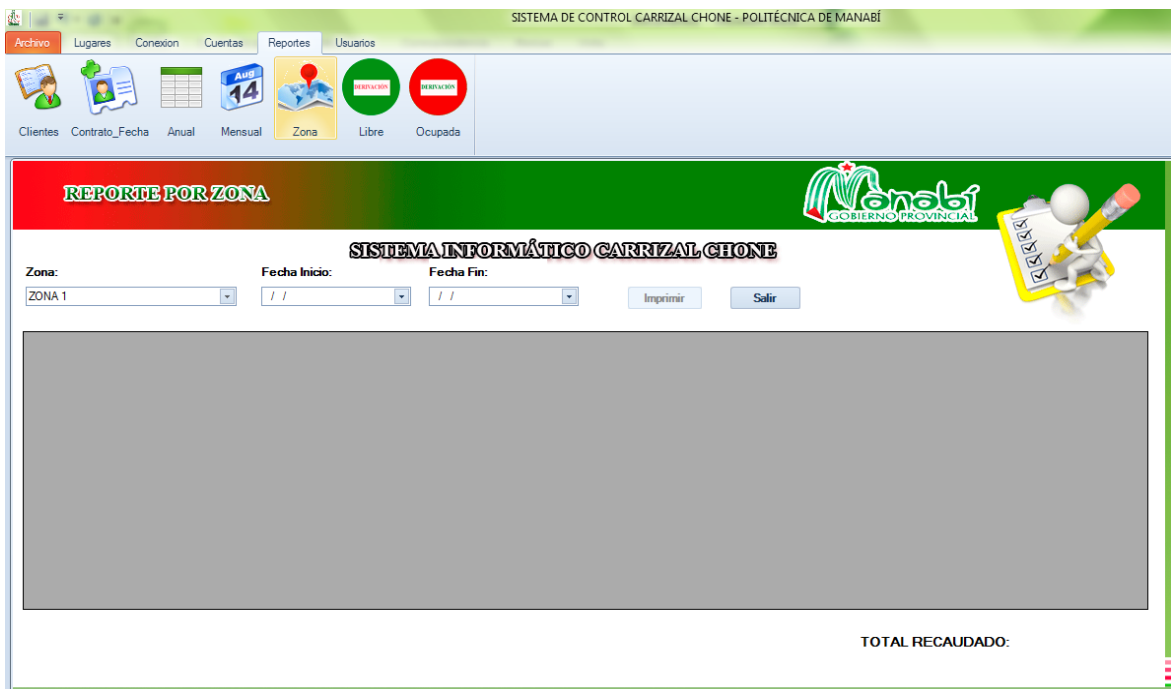 SISTEMA DE CONTROL CARRIZAL CHONE - POLITÉCNICA DE MANABÍ
Archivo Lugares Conexion Cuentas Reportes Usuarios
Aug
14
DERIVACIÓN
DERIVACIÓN
Clientes Contrato_Fecha Anual Mensual Zona Libre Ocupada
REPORTE POR ZONA
Manabí
GOBIERNO PROVINCIAL
SISTEMA INFORMÁTICO CARRIZAL CHONE
Zona: Fecha Inicio: Fecha Fin:
ZONA 1 / / / / Imprimir Salir
TOTAL RECAUDADO: